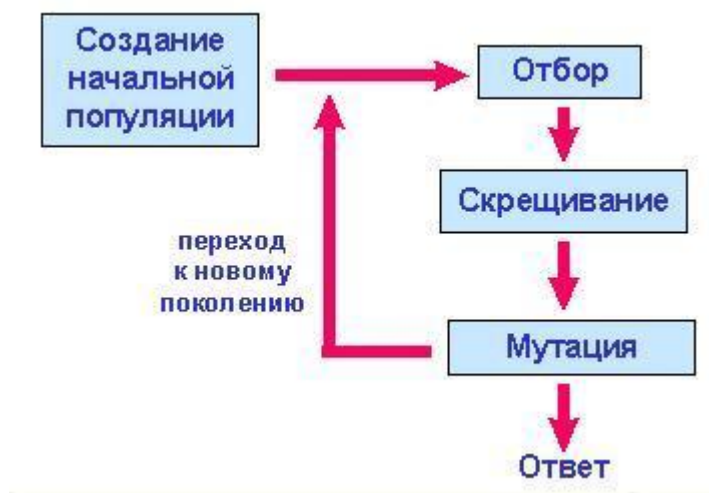 Создание
начальной
популяции
Отбор
Скрещивание
переход
к новому
поколению
Мутация
Ответ